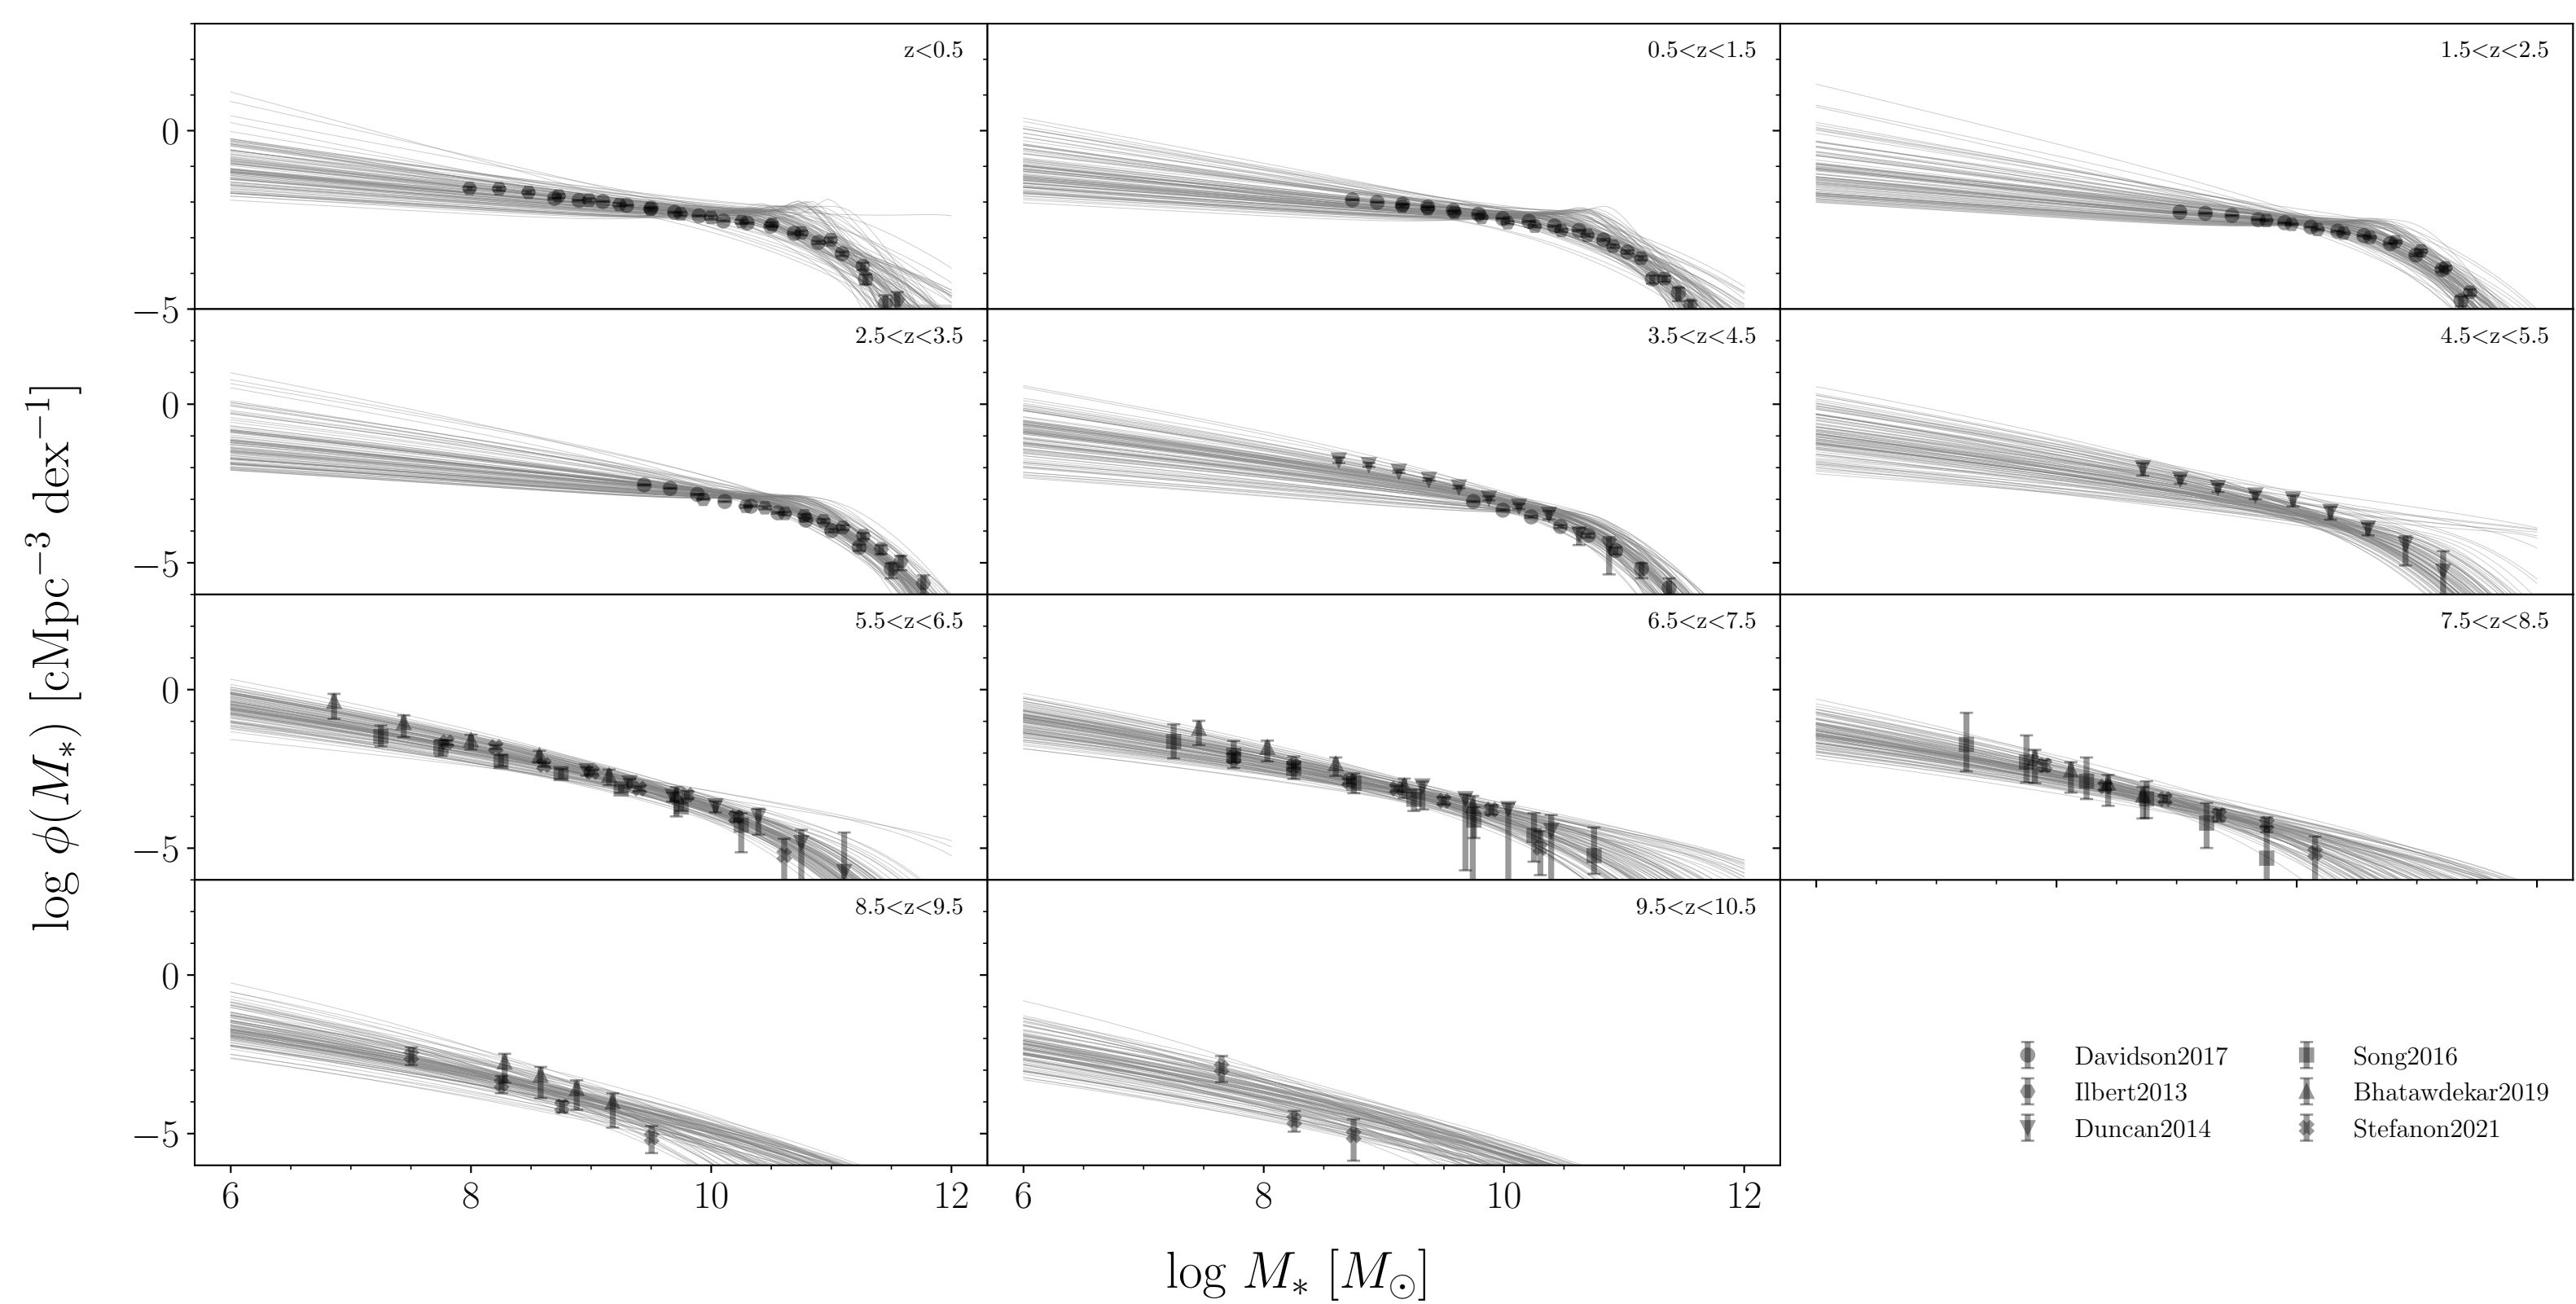 z<0.5
0.5<z<1.5
1.5<z<2.5
0
−5
2.5<z<3.5
3.5<z<4.5
4.5<z<5.5
0
−5
5.5<z<6.5
6.5<z<7.5
7.5<z<8.5
0
−5
8.5<z<9.5
9.5<z<10.5
0
−5
log ϕ(M∗) [cMpc⁻³ dex⁻¹]
Davidson2017
Ilbert2013
Duncan2014
Song2016
Bhatawdekar2019
Stefanon2021
6 8 10 12
6 8 10 12
log M∗ [M⊙]